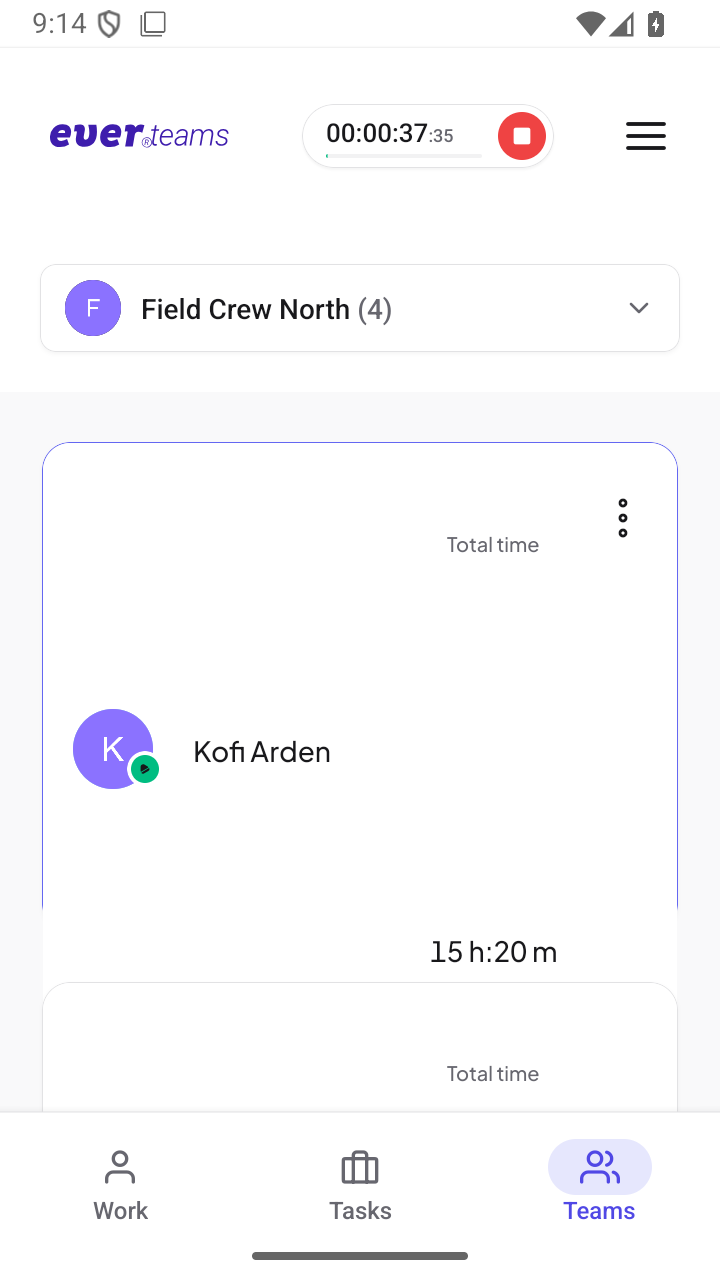 9:14
ever® teams
00:00:37:35
F
Field Crew North (4)
Total time
K
Kofi Arden
15 h:20 m
Total time
Work
Tasks
Teams